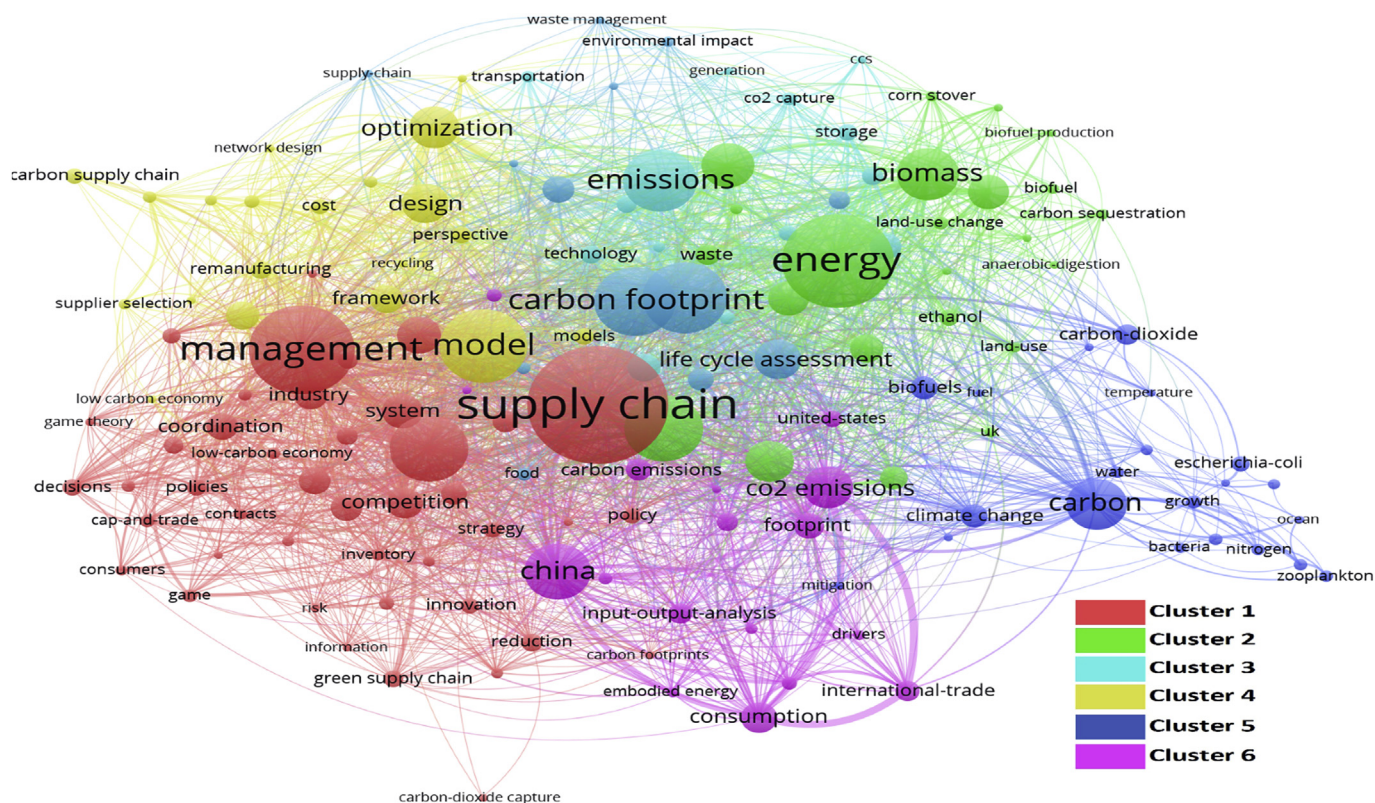 waste management
environmental impact
supply-chain
transportation
generation
ccs
co2 capture
corn stover
optimization
storage
biofuel production
network design
carbon supply chain
emissions
biomass
biofuel
cost
design
land-use change
carbon sequestration
perspective
technology
waste
energy
recycling
anaerobic-digestion
remanufacturing
supplier selection
framework
carbon footprint
ethanol
carbon-dioxide
management
model
models
land-use
life cycle assessment
biofuels
fuel
temperature
low carbon economy
industry
supply chain
game theory
coordination
system
united-states
uk
low-carbon economy
food
carbon emissions
water
escherichia-coli
decisions
policies
competition
co2 emissions
carbon
growth
cap-and-trade
contracts
strategy
policy
footprint
climate change
ocean
inventory
bacteria
nitrogen
consumers
china
zooplankton
game
mitigation
risk
innovation
input-output-analysis
information
reduction
drivers
carbon footprints
green supply chain
embodied energy
international-trade
consumption
carbon-dioxide capture
Cluster 1
Cluster 2
Cluster 3
Cluster 4
Cluster 5
Cluster 6